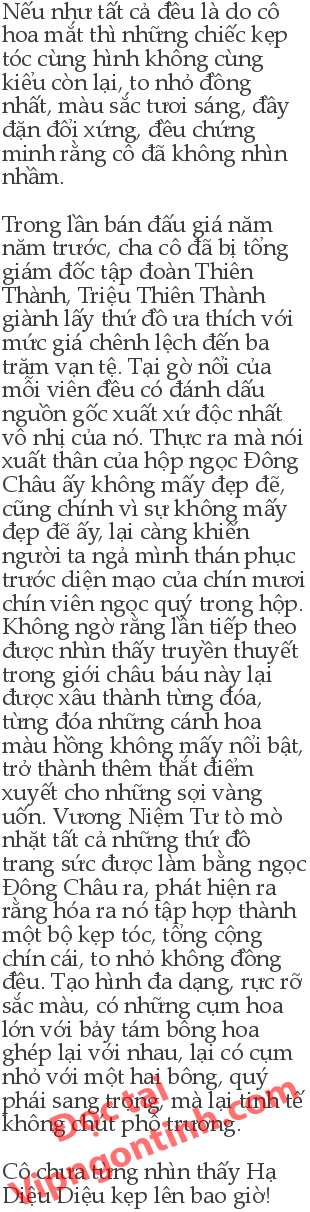 Nếu như tất cả đều là do cô
hoa mắt thì những chiếc kẹp
tóc cùng hình không cùng
kiểu còn lại, to nhỏ đồng
nhất, màu sắc tươi sáng, đầy
đặn đổi xứng, đều chứng
minh rằng cô đã không nhìn
nhầm.

Trong lần bán đấu giá năm
năm trước, cha cô đã bị tổng
giám đốc tập đoàn Thiên
Thành, Triệu Thiên Thành
giành lấy thứ đồ ưa thích với
mức giá chênh lệch đến ba
trăm vạn tệ. Tại gờ nổi của
mỗi viên đều có đánh dấu
nguồn gốc xuất xứ độc nhất
vô nhị của nó. Thực ra mà nói
xuất thân của hộp ngọc Đông
Châu ấy không mấy đẹp đẽ,
cũng chính vì sự không mấy
đẹp đẽ ấy, lại càng khiến
người ta ngả mình thán phục
trước diện mạo của chín mươi
chín viên ngọc quý trong hộp.
Không ngờ rằng lần tiếp theo
được nhìn thấy truyền thuyết
trong giới châu báu này lại
được xâu thành từng đóa,
từng đóa những cánh hoa
màu hồng không mấy nổi bật,
trở thành thêm thắt điểm
xuyết cho những sợi vàng
uốn. Vương Niệm Tư tò mò
nhặt tất cả những thứ đồ
trang sức được làm bằng ngọc
Đông Châu ra, phát hiện ra
rằng hóa ra nó tập hợp thành
một bộ kẹp tóc, tổng cộng
chín cái, to nhỏ không đồng
đều. Tạo hình đa dạng, rực rỡ
sắc màu, có những cụm hoa
lớn với bảy tám bông hoa
ghép lại với nhau, lại có cụm
nhỏ với một hai bông, quý
phái sang trọng, mà lại tinh tế
không chút phô trương.
Đọc tại
Vipngontinh.com
Cô chưa từng nhìn thấy Hạ
Diệu Diệu kẹp lên bao giờ!